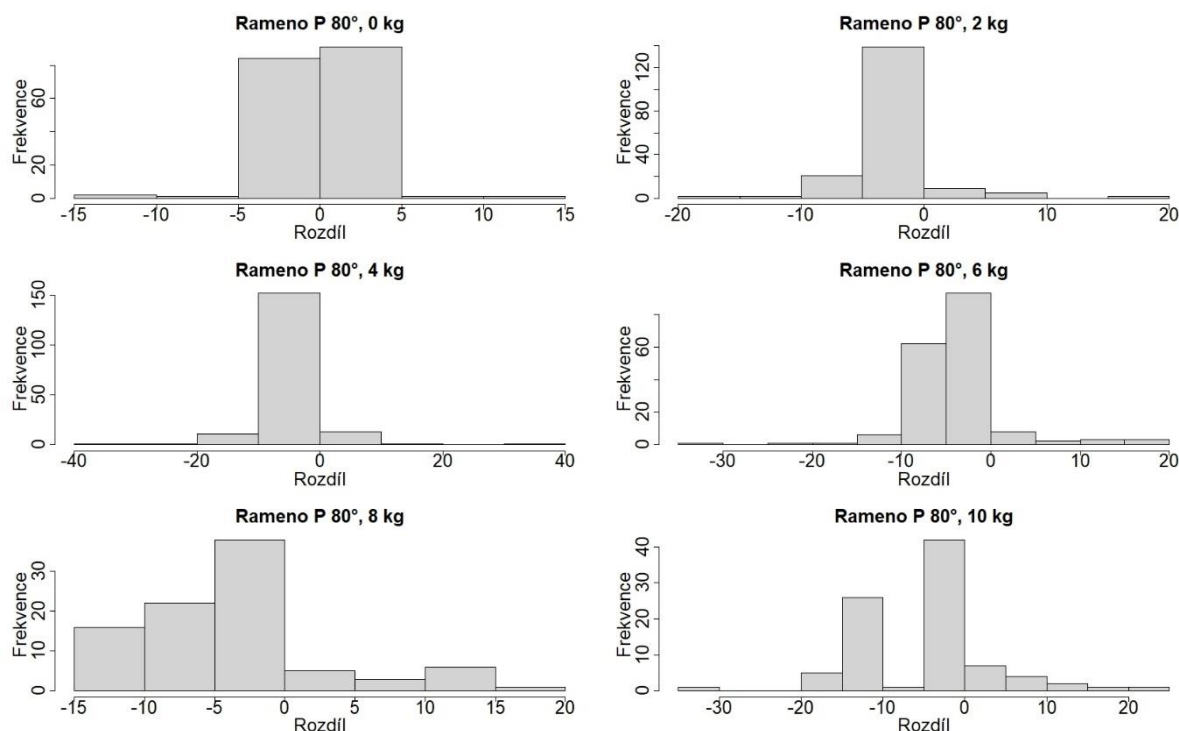 Rameno P 80°, 0 kg
Frekvence
0 20 60
-15 -10 -5 0 5 10 15
Rozdíl
Rameno P 80°, 2 kg
Frekvence
0 40 80 120
-20 -10 0 10 20
Rozdíl
Rameno P 80°, 4 kg
Frekvence
0 50 100 150
-40 -20 0 20 40
Rozdíl
Rameno P 80°, 6 kg
Frekvence
0 20 60
-30 -20 -10 0 10 20
Rozdíl
Rameno P 80°, 8 kg
Frekvence
0 10 20 30
-15 -10 -5 0 5 10 15 20
Rozdíl
Rameno P 80°, 10 kg
Frekvence
0 10 20 30 40
-30 -20 -10 0 10 20
Rozdíl